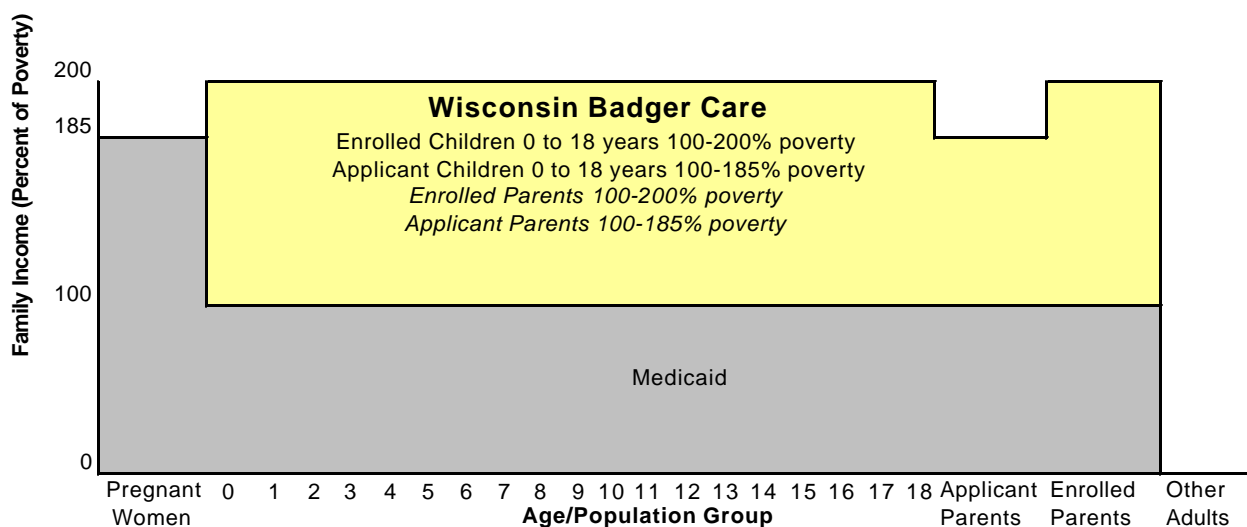 Family Income (Percent of Poverty)
200
185
100
0
Wisconsin Badger Care
Enrolled Children 0 to 18 years 100-200% poverty
Applicant Children 0 to 18 years 100-185% poverty
Enrolled Parents 100-200% poverty
Applicant Parents 100-185% poverty
Medicaid
Pregnant Women
0 1 2 3 4 5 6 7 8 9 10 11 12 13 14 15 16 17 18
Applicant Parents
Enrolled Parents
Other Adults
Age/Population Group